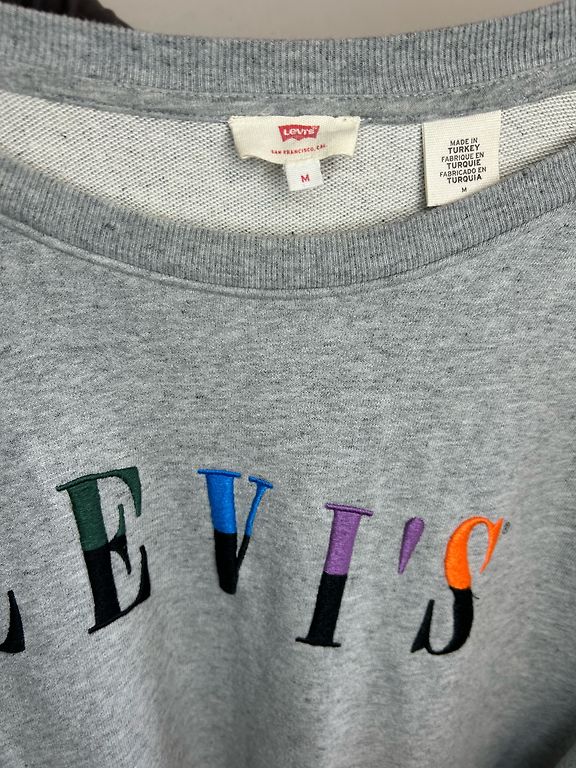 Levi's
SAN FRANCISCO, CAL.
M
MADE IN
TURKEY
FABRIQUE EN
TURQUIE
FABRICADO EN
TURQUIA
M
LEVI'S®